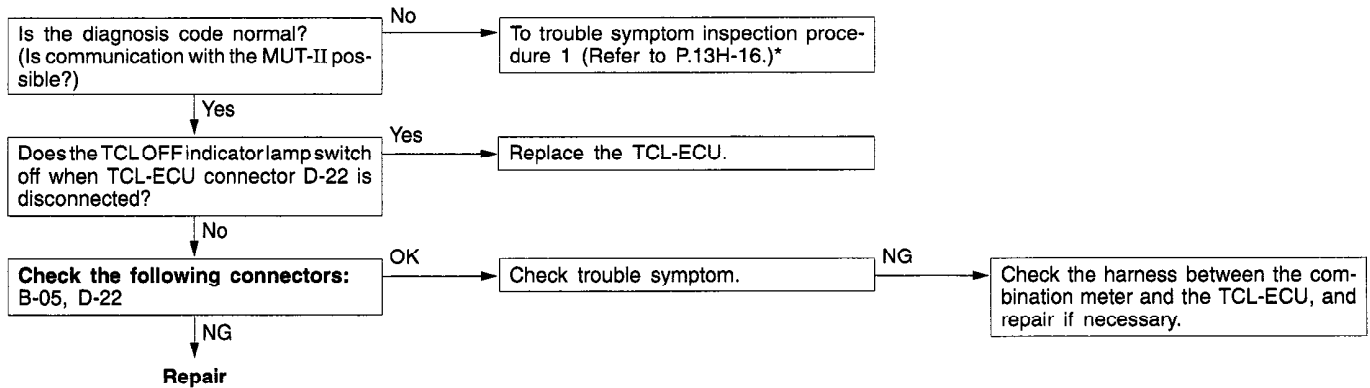 Is the diagnosis code normal?
(Is communication with the MUT-II pos-
sible?)
No
To trouble symptom inspection proce-
dure 1 (Refer to P.13H-16.)*
Yes
Does the TCL OFF indicator lamp switch
off when TCL-ECU connector D-22 is
disconnected?
Yes
Replace the TCL-ECU.
No
Check the following connectors:
B-05, D-22
OK
Check trouble symptom.
NG
Check the harness between the com-
bination meter and the TCL-ECU, and
repair if necessary.
NG
Repair